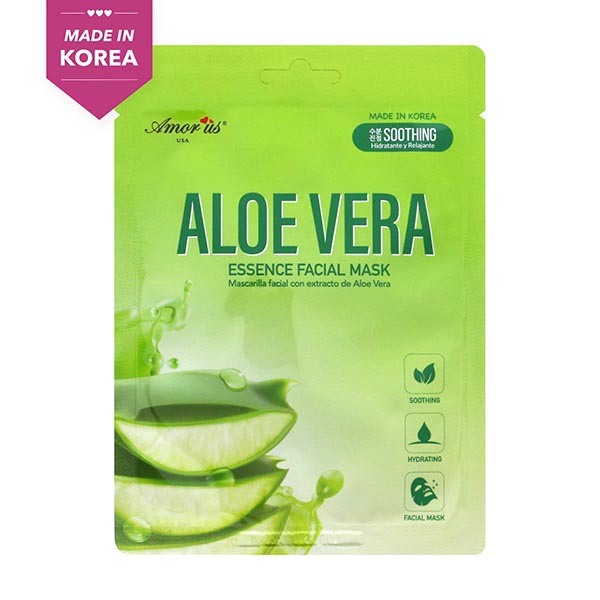 MADE IN
KOREA
Amor us®
USA
MADE IN KOREA
수분
진정
SOOTHING
Hidratante y Relajante
ALOE VERA
ESSENCE FACIAL MASK
Mascarilla facial con extracto de Aloe Vera
SOOTHING
HYDRATING
FACIAL MASK